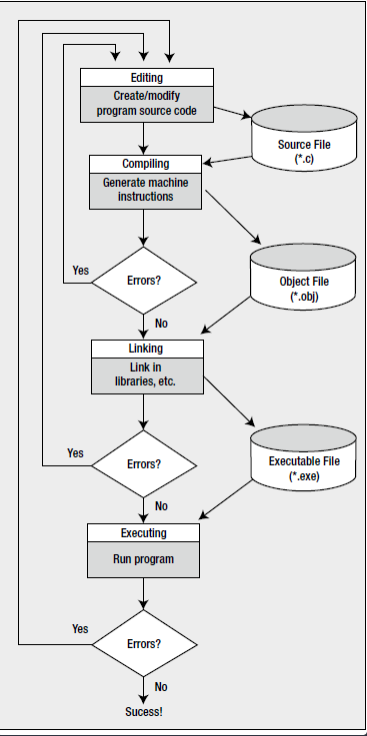 Editing
Create/modify
program source code
Source File
(*.c)
Compiling
Generate machine
instructions
Yes
Errors?
Object File
(*.obj)
No
Linking
Link in
libraries, etc.
Yes
Errors?
Executable File
(*.exe)
No
Executing
Run program
Yes
Errors?
No
Sucess!